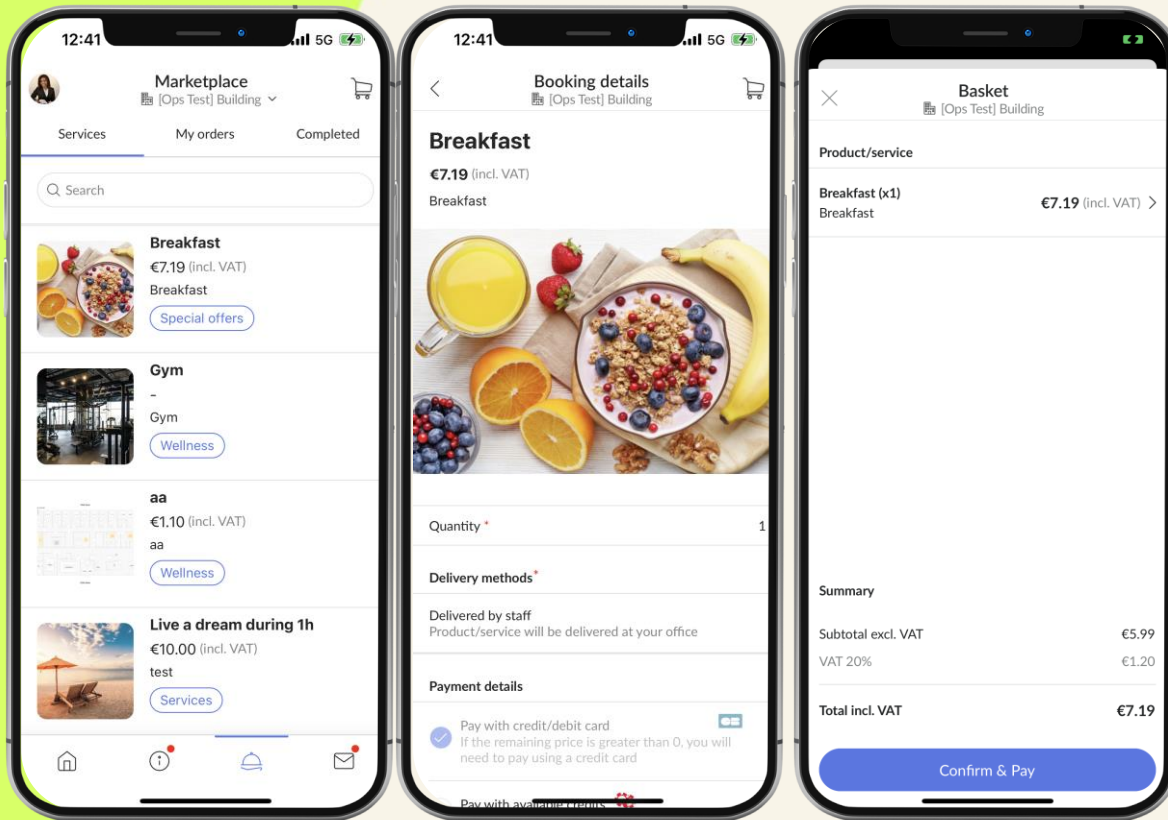 12:41
5G
Marketplace
[Ops Test] Building
Services
My orders
Completed
Search
Breakfast
€7.19 (incl. VAT)
Breakfast
Special offers
Gym
-
Gym
Wellness
aa
€1.10 (incl. VAT)
aa
Wellness
Live a dream during 1h
€10.00 (incl. VAT)
test
Services
12:41
5G
Booking details
[Ops Test] Building
Breakfast
€7.19 (incl. VAT)
Breakfast
Quantity *
1
Delivery methods*
Delivered by staff
Product/service will be delivered at your office
Payment details
Pay with credit/debit card
If the remaining price is greater than 0, you will
need to pay using a credit card
Pay with available credits
Basket
[Ops Test] Building
Product/service
Breakfast (x1)
€7.19 (incl. VAT)
Breakfast
Summary
Subtotal excl. VAT
€5.99
VAT 20%
€1.20
Total incl. VAT
€7.19
Confirm & Pay